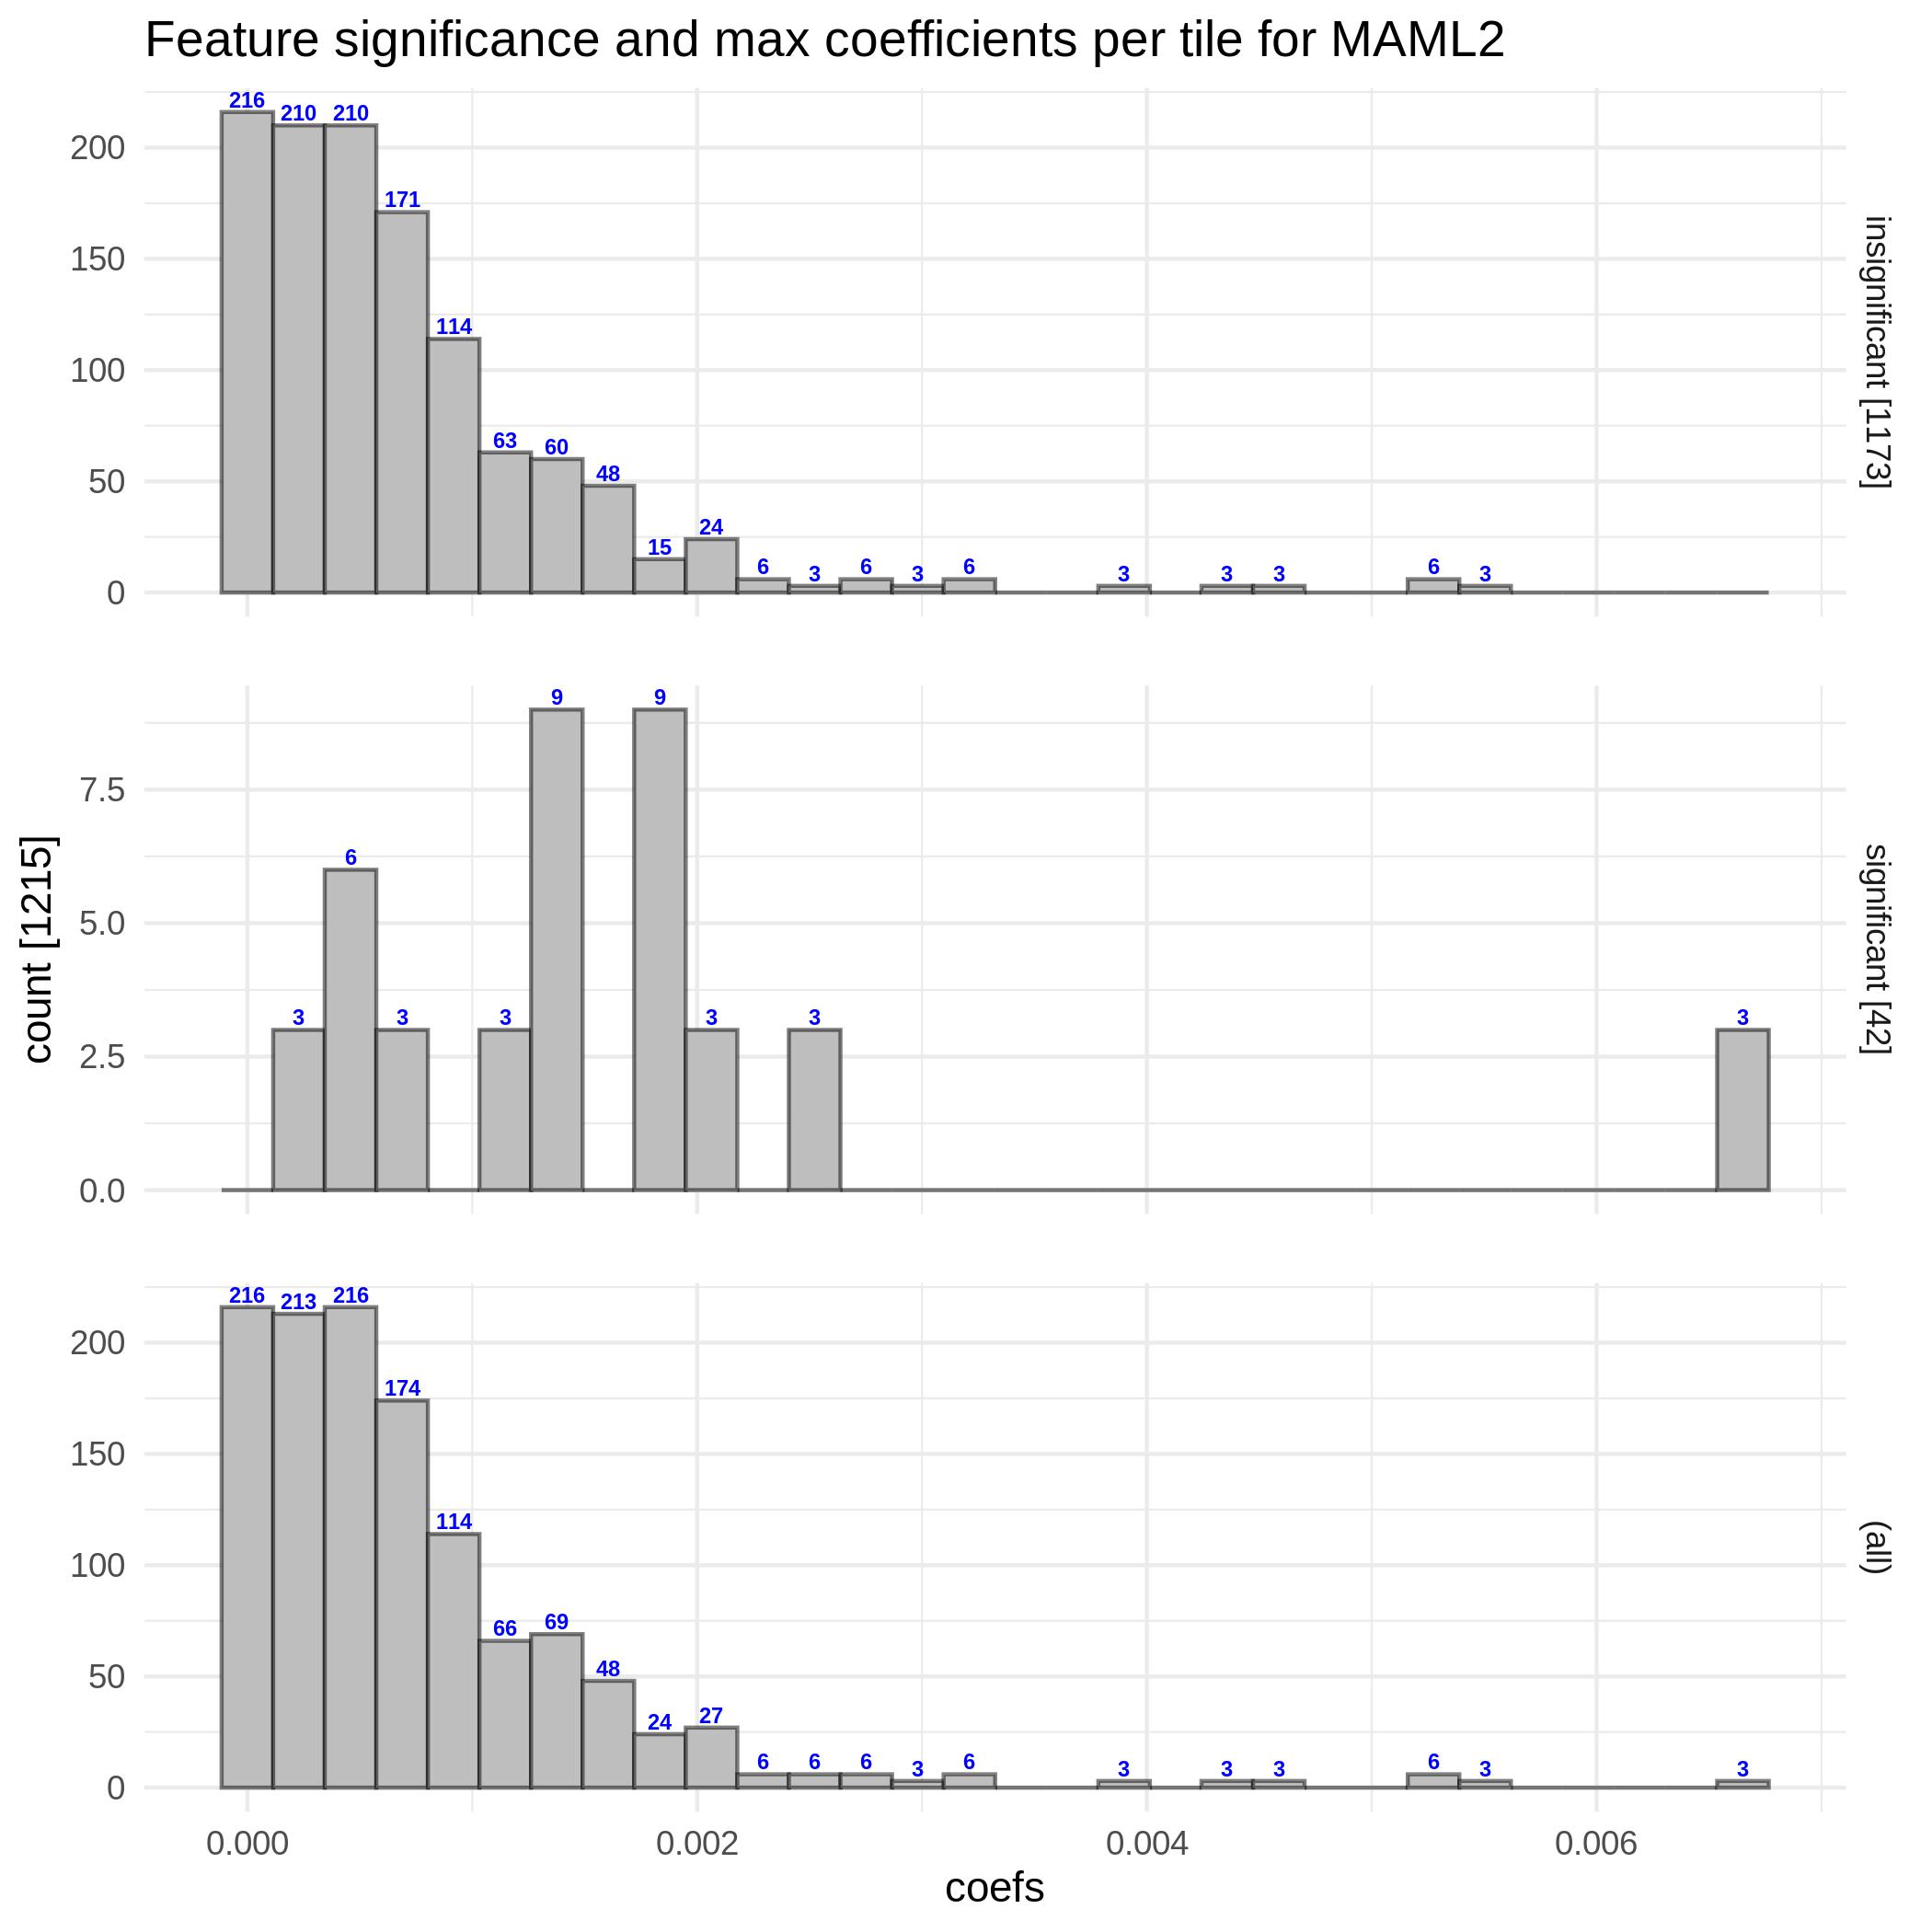 Feature significance and max coefficients per tile for MAML2
216 210 210 171 114 63 60 48 15 24 6 3 6 3 6 3 3 3 6 3
200
150
100
50
0
insignificant [1173]
3 6 3 3 9 9 3 3 3
7.5
5.0
2.5
0.0
significant [42]
count [1215]
216 213 216 174 114 66 69 48 24 27 6 6 6 3 6 3 3 3 6 3 3
200
150
100
50
0
(all)
0.000 0.002 0.004 0.006
coefs